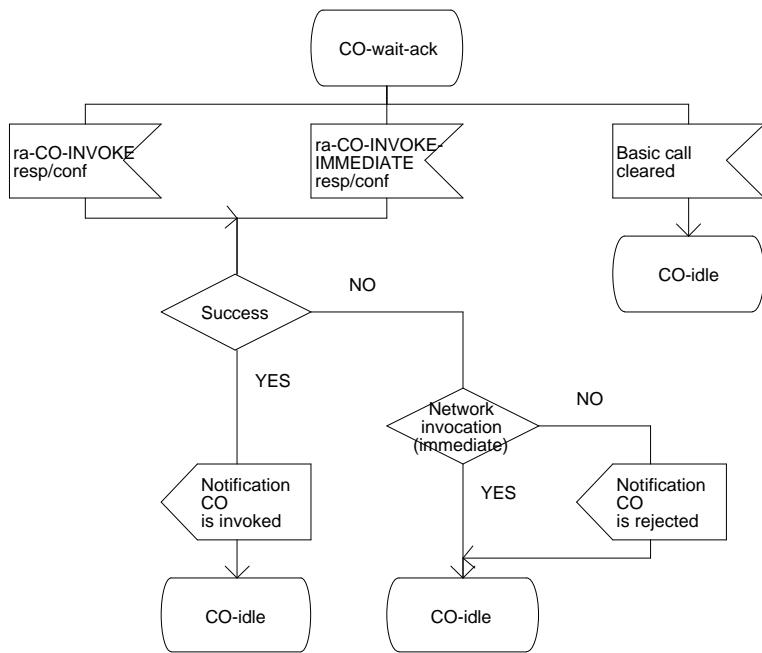 CO-wait-ack
ra-CO-INVOKE
resp/conf
ra-CO-INVOKE-
IMMEDIATE
resp/conf
Basic call
cleared
CO-idle
Success
NO
YES
Network
invocation
(immediate)
NO
YES
Notification
CO
is invoked
Notification
CO
is rejected
CO-idle
CO-idle